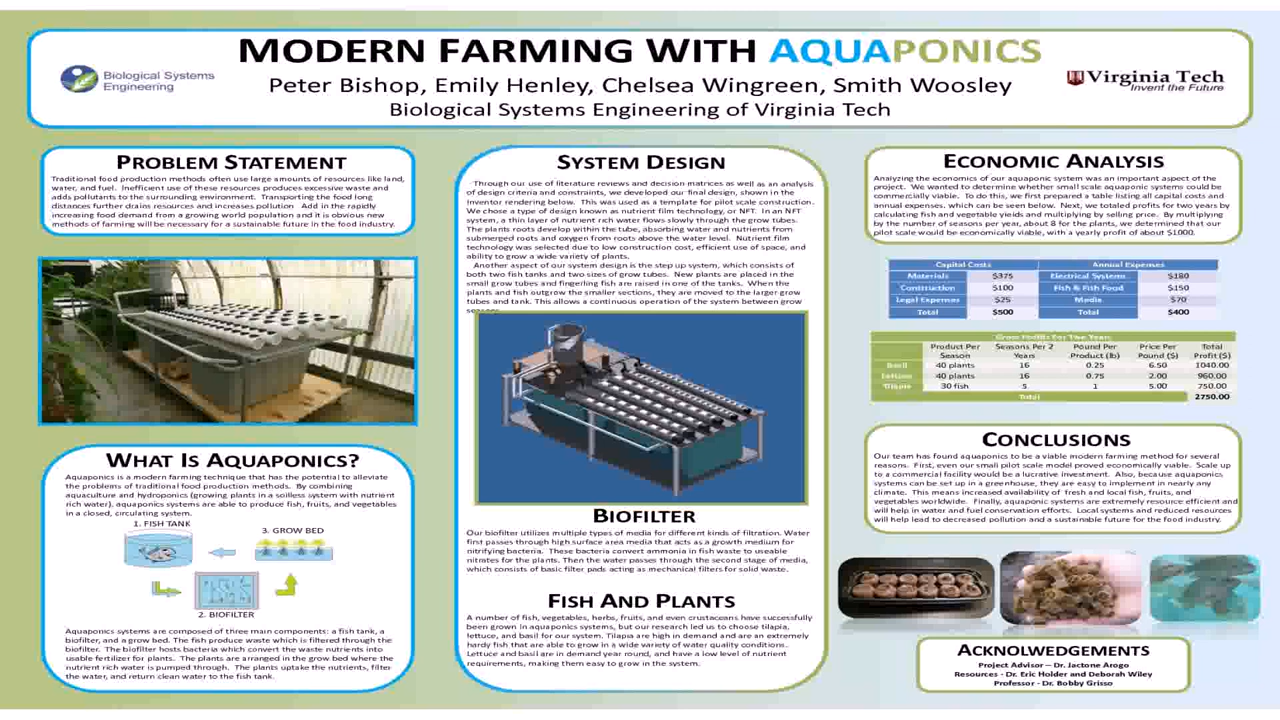 MODERN FARMING WITH AQUAPONICS
Peter Bishop, Emily Henley, Chelsea Wingreen, Smith Woosley
Biological Systems Engineering of Virginia Tech
Biological Systems
Engineering
Virginia Tech
Invent the Future
PROBLEM STATEMENT
Traditional food production methods often use large amounts of resources like land,
water, and fuel. Inefficient use of these resources produces excessive waste and
adds pollutants to the surrounding environment. Transporting the food long
distances further drains resources and increases pollution Add in the rapidly
increasing food demand from a growing world population and it is obvious new
methods of farming will be necessary for a sustainable future in the food industry.
WHAT IS AQUAPONICS?
Aquaponics is a modern farming technique that has the potential to alleviate
the problems of traditional food production methods. By combining
aquaculture and hydroponics (growing plants in a soilless system with nutrient
rich water), aquaponics systems are able to produce fish, fruits, and vegetables
in a closed, circulating system.
1. FISH TANK
3. GROW BED
2. BIOFILTER
Aquaponics systems are composed of three main components: a fish tank, a
biofilter, and a grow bed. The fish produce waste which is filtered through the
biofilter. The biofilter hosts bacteria which convert the waste nutrients into
usable fertilizer for plants. The plants are arranged in the grow bed where the
nutrient rich water is pumped through. The plants uptake the nutrients, filter
the water, and return clean water to the fish tank.
SYSTEM DESIGN
Through our use of literature reviews and decision matrices as well as an analysis
of design criteria and constraints, we developed our final design, shown in the
Inventor rendering below. This was used as a template for pilot scale construction.
We chose a type of design known as nutrient film technology, or NFT. In an NFT
system, a thin layer of nutrient rich water flows slowly through the grow tubes.
The plants roots develop within the tube, absorbing water and nutrients from
submerged roots and oxygen from roots above the water level. Nutrient film
technology was selected due to low construction cost, efficient use of space, and
ability to grow a wide variety of plants.
Another aspect of our system design is the step up system, which consists of
both two fish tanks and two sizes of grow tubes. New plants are placed in the
small grow tubes and fingerling fish are raised in one of the tanks. When the
plants and fish outgrow the smaller sections, they are moved to the larger grow
tubes and tank. This allows a continuous operation of the system between grow
BIOFILTER
Our biofilter utilizes multiple types of media for different kinds of filtration. Water
first passes through high surface area media that acts as a growth medium for
nitrifying bacteria. These bacteria convert ammonia in fish waste to useable
nitrates for the plants. Then the water passes through the second stage of media,
which consists of basic filter pads acting as mechanical filters for solid waste.
FISH AND PLANTS
A number of fish, vegetables, herbs, fruits, and even crustaceans have successfully
been grown in aquaponics systems, but our research led us to choose tilapia,
lettuce, and basil for our system. Tilapa are high in demand and are an extremely
hardy fish that are able to grow in a wide variety of water quality conditions.
Lettuce and basil are in demand year round, and have a low level of nutrient
requirements, making them easy to grow in the system.
ECONOMIC ANALYSIS
Analyzing the economics of our aquaponic system was an important aspect of the
project. We wanted to determine whether small scale aquaponic systems could be
commercially viable. To do this, we first prepared a table listing all capital costs and
annual expenses, which can be seen below. Next, we totaled profits for two years by
calculating fish and vegetable yields and multiplying by selling price. By multiplying
by the number of seasons per year, about 8 for the plants, we determined that our
pilot scale would be economically viable, with a yearly profit of about $1000.
Capital Costs Annual Expenses
Materials $375 Electrical Systems $180
Construction $100 Fish & Fish Food $150
Legal Expenses $25 Media $70
Total $500 Total $400
Gross Profits For Two Years
Product Per Season Seasons Per 2 Years Pound Per Product (lb) Price Per Pound ($) Total Profit ($)
Basil 40 plants 16 0.25 6.50 1040.00
Lettuce 40 plants 16 0.75 2.00 960.00
Tilapia 30 fish 5 1 5.00 750.00
Total 2750.00
CONCLUSIONS
Our team has found aquaponics to be a viable modern farming method for several
reasons. First, even our small pilot scale model proved economically viable. Scale up
to a commercial facility would be a lucrative investment. Also, because aquaponics
systems can be set up in a greenhouse, they are easy to implement in nearly any
climate. This means increased availability of fresh and local fish, fruits, and
vegetables worldwide. Finally, aquaponic systems are extremely resource efficient and
will help in water and fuel conservation efforts. Local systems and reduced resources
will help lead to decreased pollution and a sustainable future for the food industry.
ACKNOLWEDGEMENTS
Project Advisor – Dr. Jactone Arogo
Resources - Dr. Eric Holder and Deborah Wiley
Professor - Dr. Bobby Grisso